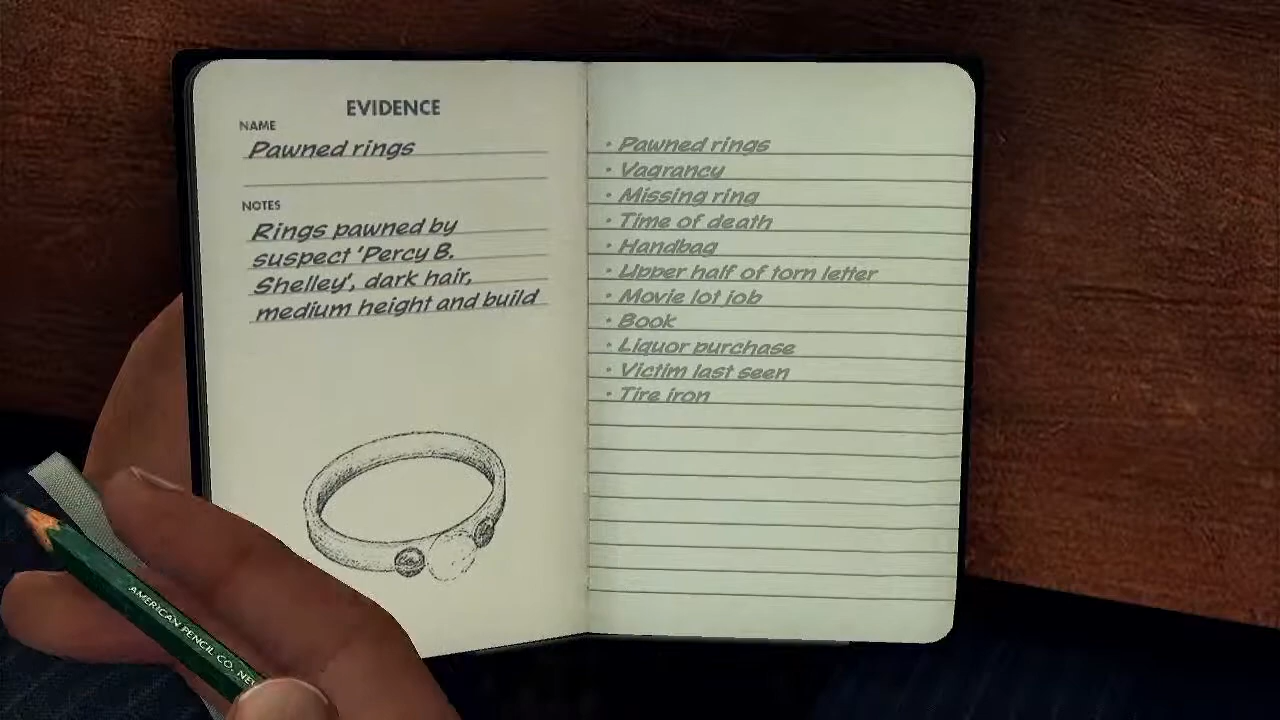 EVIDENCE
NAME
Pawned rings
NOTES
Rings pawned by
suspect 'Percy B.
Shelley', dark hair,
medium height and build
• Pawned rings
• Vagrancy
• Missing ring
• Time of death
• Handbag
• Upper half of torn letter
• Movie lot job
• Book
• Liquor purchase
• Victim last seen
• Tire iron
AMERICAN PENCIL CO. NEW